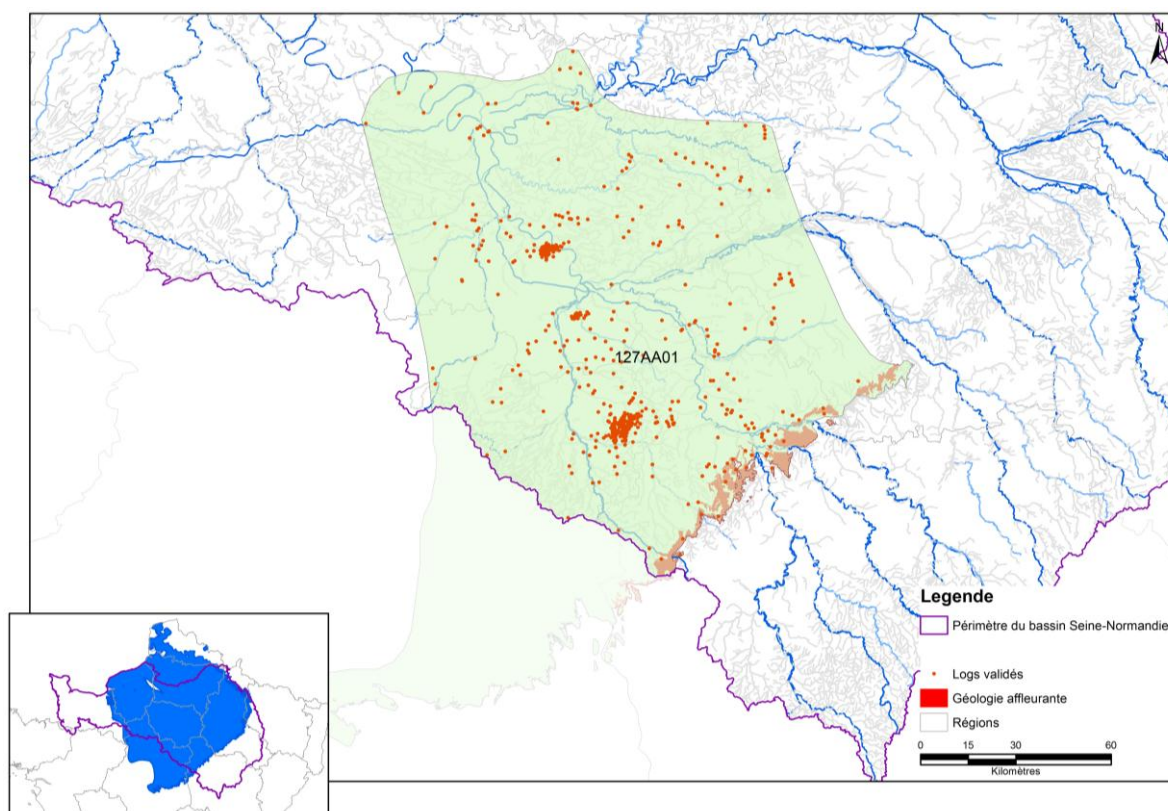 N
127AA01
Legende
Périmètre du bassin Seine-Normandie
Logs validés
Géologie affleurante
Régions
0 15 30 60
Kilomètres